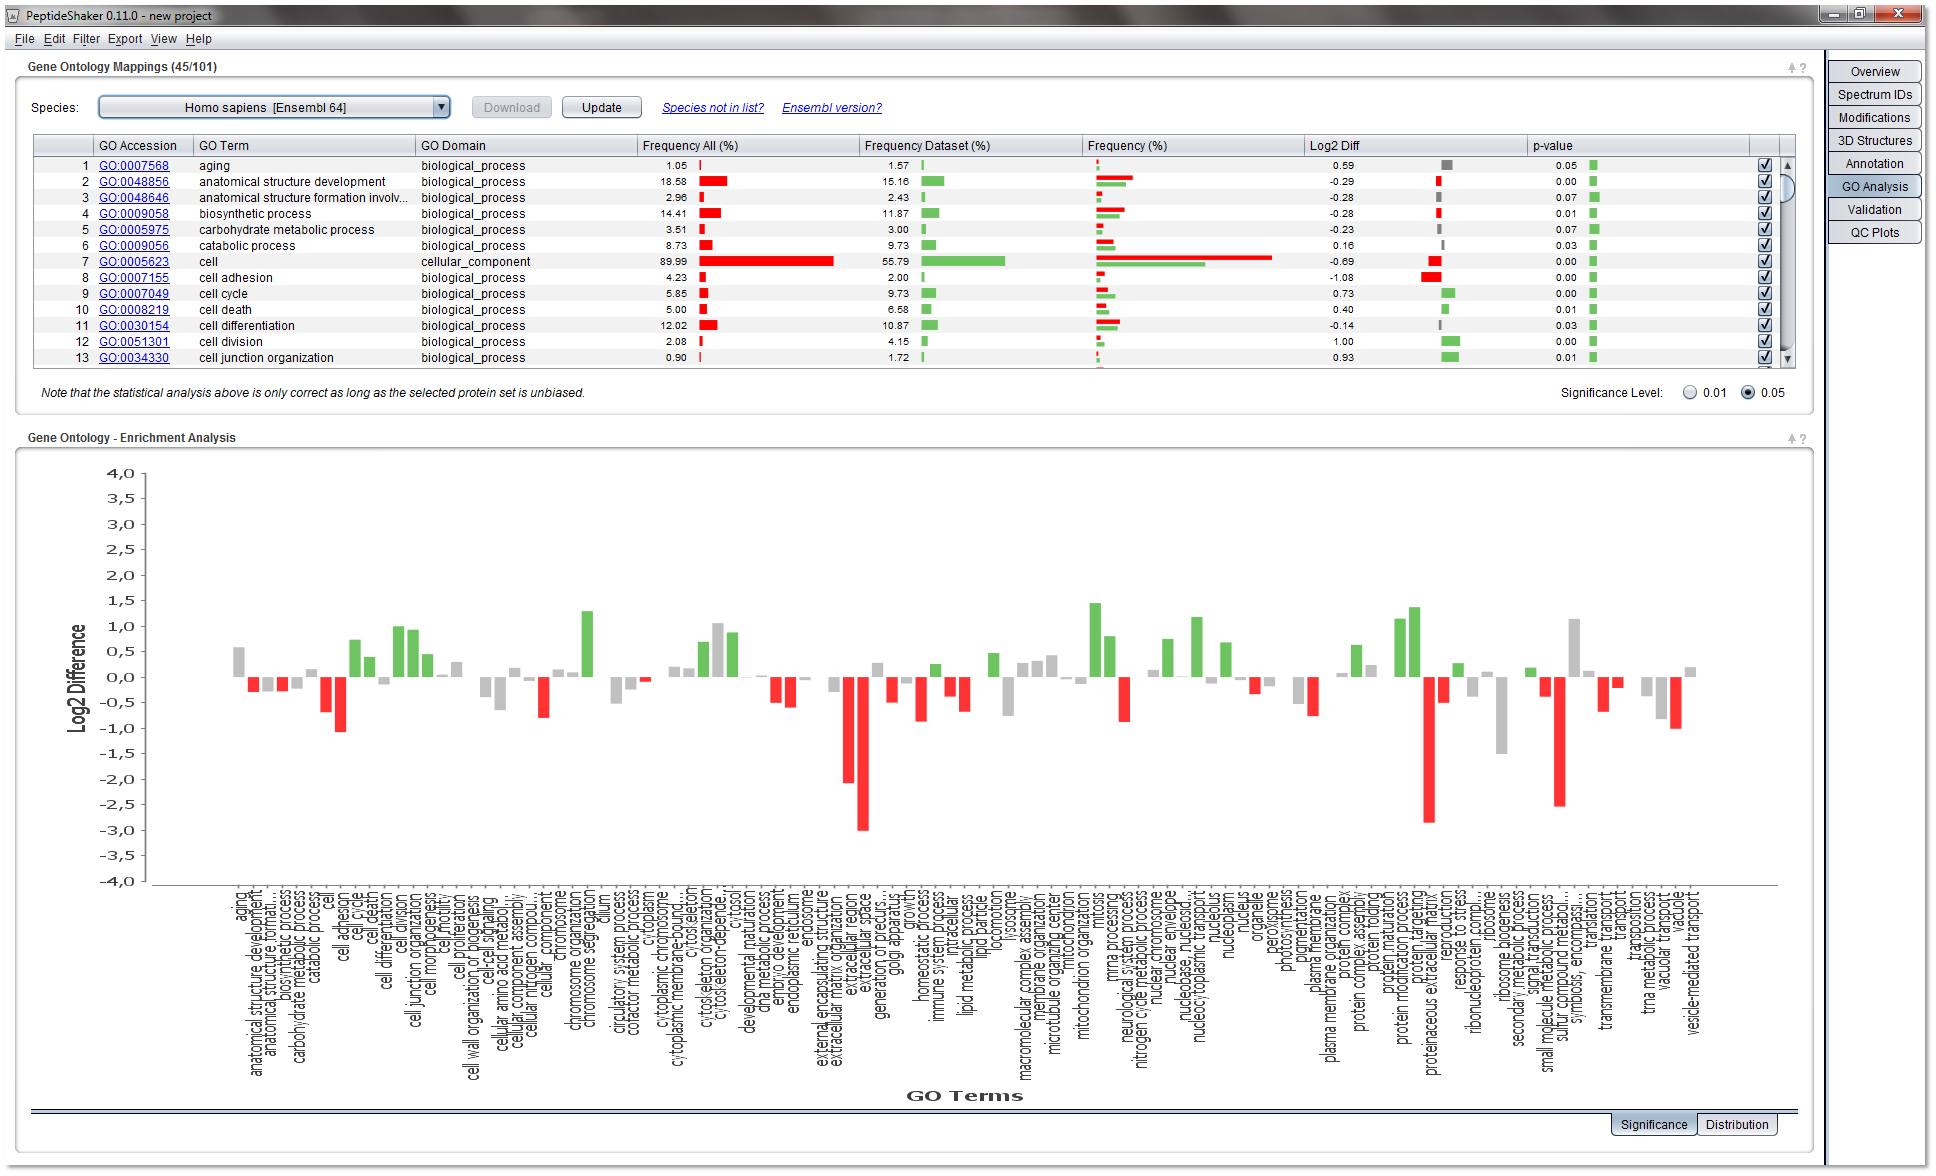 PeptideShaker 0.11.0 - new project
File Edit Filter Export View Help
Gene Ontology Mappings (45/101)
Species: Homo sapiens [Ensembl 64] Download Update Species not in list? Ensembl version?
GO Accession GO Term GO Domain Frequency All (%) Frequency Dataset (%) Frequency (%) Log2 Diff p-value
1 GO:0007568 aging biological_process 1.05 1.57 0.59 0.05
2 GO:0048856 anatomical structure development biological_process 18.58 15.16 -0.29 0.00
3 GO:0048646 anatomical structure formation involv... biological_process 2.96 2.43 -0.28 0.07
4 GO:0009058 biosynthetic process biological_process 14.41 11.87 -0.28 0.01
5 GO:0005975 carbohydrate metabolic process biological_process 3.51 3.00 -0.23 0.07
6 GO:0009056 catabolic process biological_process 8.73 9.73 0.16 0.03
7 GO:0005623 cell cellular_component 89.99 55.79 -0.69 0.00
8 GO:0007155 cell adhesion biological_process 4.23 2.00 -1.08 0.00
9 GO:0007049 cell cycle biological_process 5.85 9.73 0.73 0.00
10 GO:0008219 cell death biological_process 5.00 6.58 0.40 0.01
11 GO:0030154 cell differentiation biological_process 12.02 10.87 -0.14 0.03
12 GO:0051301 cell division biological_process 2.08 4.15 1.00 0.00
13 GO:0034330 cell junction organization biological_process 0.90 1.72 0.93 0.01
Note that the statistical analysis above is only correct as long as the selected protein set is unbiased.
Significance Level: 0.01 0.05
Overview
Spectrum IDs
Modifications
3D Structures
Annotation
GO Analysis
Validation
QC Plots
Gene Ontology - Enrichment Analysis
Log2 Difference
4,0
3,5
3,0
2,5
2,0
1,5
1,0
0,5
0,0
-0,5
-1,0
-1,5
-2,0
-2,5
-3,0
-3,5
-4,0
aging
anatomical structure development
anatomical structure formati...
biosynthetic process
carbohydrate metabolic process
catabolic process
cell
cell adhesion
cell cycle
cell death
cell differentiation
cell division
cell junction organization
cell morphogenesis
cell motility
cell proliferation
cell wall organization or biogenesis
cell-cell signaling
cellular amino acid metabol...
cellular component assembly
cellular nitrogen compou...
cellular_component
chromosome
chromosome organization
chromosome segregation
cilium
circulatory system process
cofactor metabolic process
cytoplasm
cytoplasmic chromosome
cytoplasmic membrane-bound...
cytoskeleton
cytoskeleton organization
cytoskeleton-depende...
cytosol
developmental maturation
dna metabolic process
embryo development
endoplasmic reticulum
endosome
external encapsulating structure
extracellular matrix organization
extracellular region
extracellular space
generation of precurs...
golgi apparatus
growth
homeostatic process
immune system process
intracellular
lipid metabolic process
lipid particle
locomotion
lysosome
macromolecular complex assembly
membrane organization
microtubule organizing center
mitochondrion
mitochondrion organization
mitosis
mrna processing
neurological system process
nitrogen cycle metabolic process
nuclear chromosome
nuclear envelope
nucleobase, nucleosid...
nucleocytoplasmic transport
nucleolus
nucleoplasm
nucleus
organelle
peroxisome
photosynthesis
pigmentation
plasma membrane
plasma membrane organization
protein complex
protein complex assembly
protein folding
protein maturation
protein modification process
protein targeting
proteinaceous extracellular matrix
reproduction
response to stress
ribonucleoprotein compl...
ribosome
ribosome biogenesis
secondary metabolic process
signal transduction
small molecule metabolic process
sulfur compound metabol...
symbiosis, encompassi...
translation
transmembrane transport
transport
transposition
trna metabolic process
vacuolar transport
vacuole
vesicle-mediated transport
GO Terms
Significance Distribution